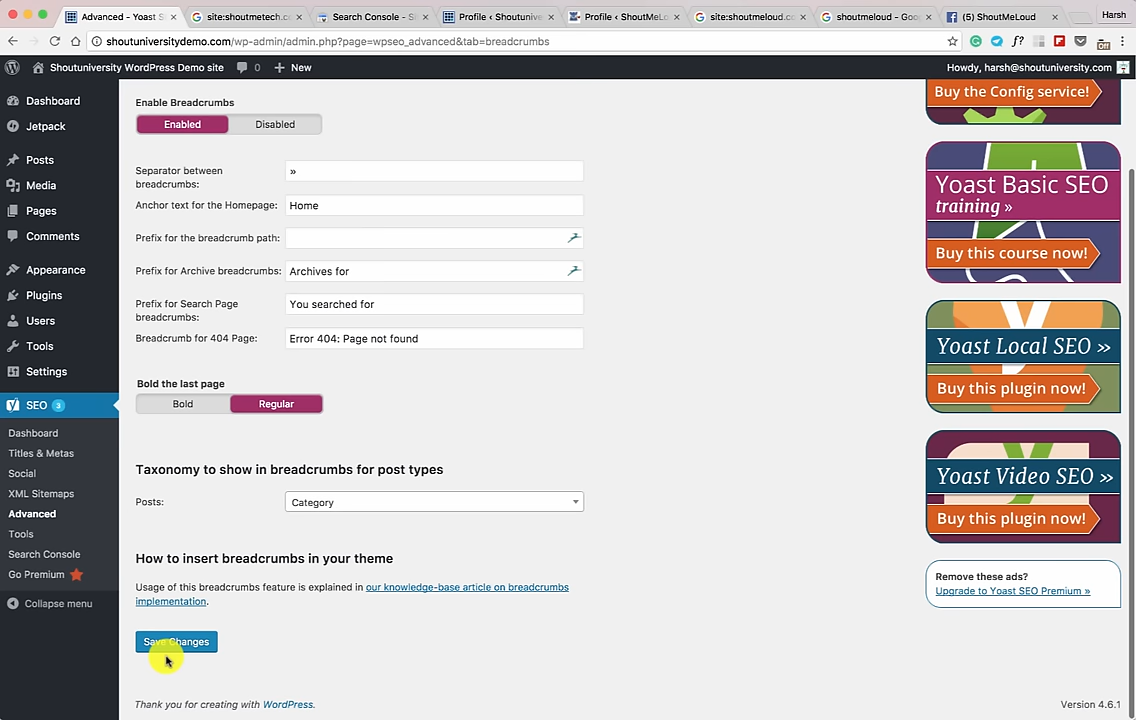 Advanced - Yoast S
site:shoutmetech.c
Search Console - S
Profile ‹ Shoutuniver
Profile ‹ ShoutMeLo
site:shoutmeloud.c
shoutmeloud - Goo
(5) ShoutMeLoud
Harsh
shoutuniversitydemo.com/wp-admin/admin.php?page=wpseo_advanced&tab=breadcrumbs
f?
Off
Shoutuniversity WordPress Demo site
0
New
Howdy, harsh@shoutuniversity.com
Dashboard
Jetpack
Posts
Media
Pages
Comments
Appearance
Plugins
Users
Tools
Settings
SEO 3
Dashboard
Titles & Metas
Social
XML Sitemaps
Advanced
Tools
Search Console
Go Premium
Collapse menu
Enable Breadcrumbs
Enabled
Disabled
Separator between
breadcrumbs:
»
Anchor text for the Homepage:
Home
Prefix for the breadcrumb path:
Prefix for Archive breadcrumbs:
Archives for
Prefix for Search Page
breadcrumbs:
You searched for
Breadcrumb for 404 Page:
Error 404: Page not found
Bold the last page
Bold
Regular
Taxonomy to show in breadcrumbs for post types
Posts:
Category
How to insert breadcrumbs in your theme
Usage of this breadcrumbs feature is explained in our knowledge-base article on breadcrumbs
implementation.
Save Changes
Thank you for creating with WordPress.
Version 4.6.1
Buy the Config service!
Yoast Basic SEO
training »
Buy this course now!
Yoast Local SEO »
Buy this plugin now!
Yoast Video SEO »
Buy this plugin now!
Remove these ads?
Upgrade to Yoast SEO Premium »